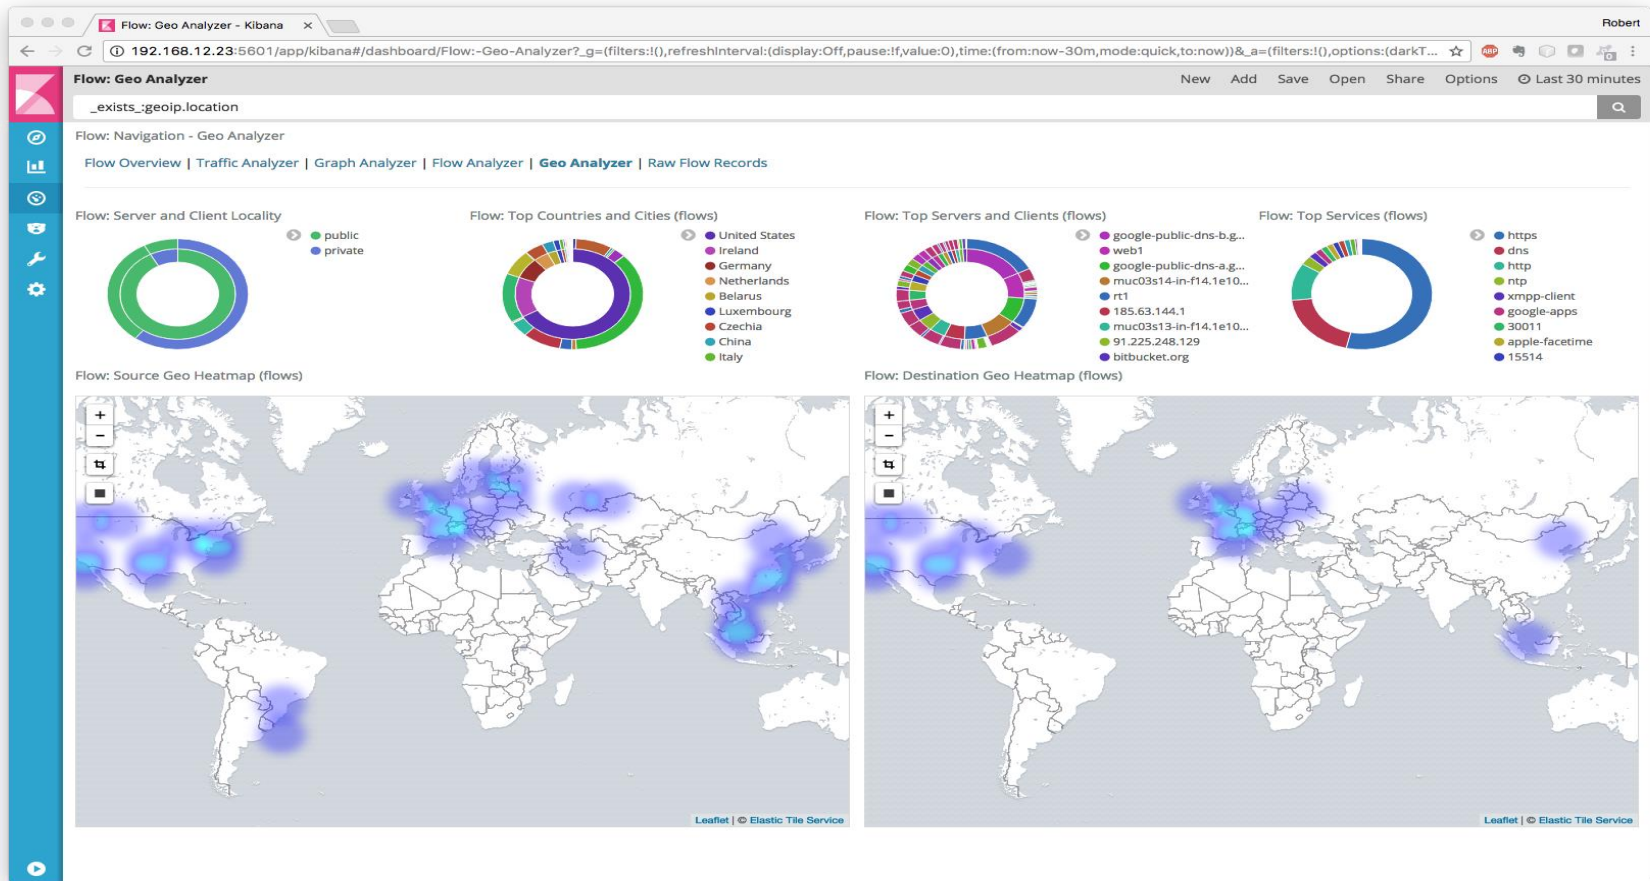 Flow: Geo Analyzer - Kibana
Robert
192.168.12.23:5601/app/kibana#/dashboard/Flow:-Geo-Analyzer?_g=(filters:!(),refreshInterval:(display:Off,pause:!f,value:0),time:(from:now-30m,mode:quick,to:now))&_a=(filters:!(),options:(darkT...
ABP
Flow: Geo Analyzer
New Add Save Open Share Options Last 30 minutes
_exists_:geoip.location
Flow: Navigation - Geo Analyzer
Flow Overview | Traffic Analyzer | Graph Analyzer | Flow Analyzer | Geo Analyzer | Raw Flow Records
Flow: Server and Client Locality
public
private
Flow: Top Countries and Cities (flows)
United States
Ireland
Germany
Netherlands
Belarus
Luxembourg
Czechia
China
Italy
Flow: Top Servers and Clients (flows)
google-public-dns-b.g...
web1
google-public-dns-a.g...
muc03s14-in-f14.1e10...
rt1
185.63.144.1
muc03s13-in-f14.1e10...
91.225.248.129
bitbucket.org
Flow: Top Services (flows)
https
dns
http
ntp
xmpp-client
google-apps
30011
apple-facetime
15514
Flow: Source Geo Heatmap (flows)
+
−
Leaflet | © Elastic Tile Service
Flow: Destination Geo Heatmap (flows)
+
−
Leaflet | © Elastic Tile Service